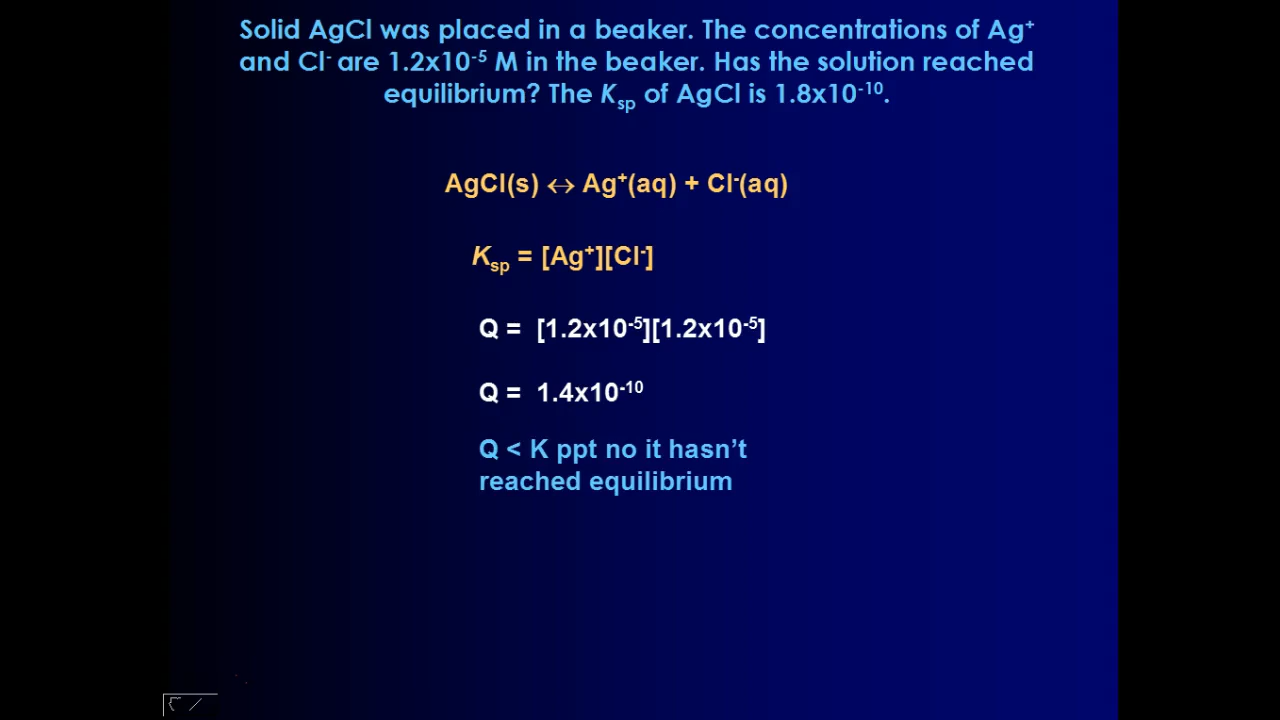 Solid AgCl was placed in a beaker. The concentrations of Ag⁺
and Cl⁻ are 1.2x10⁻⁵ M in the beaker. Has the solution reached
equilibrium? The Ksp of AgCl is 1.8x10⁻¹⁰.
AgCl(s) ↔ Ag⁺(aq) + Cl⁻(aq)
Ksp = [Ag⁺][Cl⁻]
Q = [1.2x10⁻⁵][1.2x10⁻⁵]
Q = 1.4x10⁻¹⁰
Q < K ppt no it hasn’t
reached equilibrium